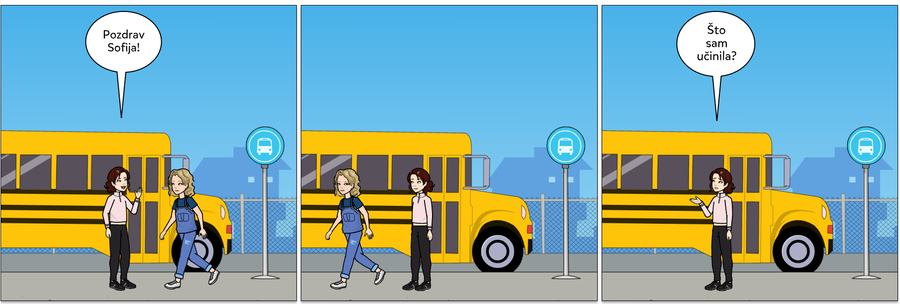 Pozdrav
Sofija!
Što
sam
učinila?